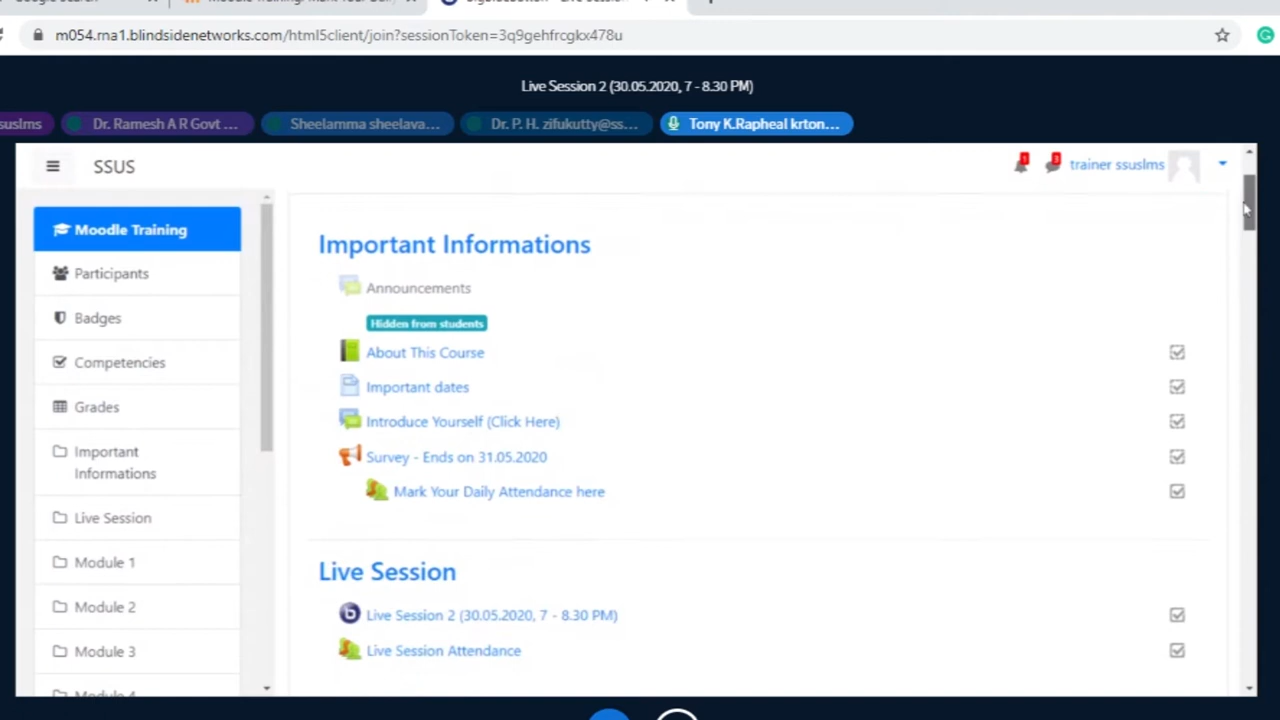 m054.rna1.blindsidenetworks.com/html5client/join?sessionToken=3q9gehfrcgkx478u
Live Session 2 (30.05.2020, 7 - 8.30 PM)
suslms
Dr. Ramesh A R Govt ...
Sheelamma sheelava...
Dr. P. H. zifukutty@ss...
Tony K.Rapheal krton...
SSUS
trainer ssuslms
Moodle Training
Participants
Badges
Competencies
Grades
Important
Informations
Live Session
Module 1
Module 2
Module 3
Module 4
Important Informations
Announcements
Hidden from students
About This Course
Important dates
Introduce Yourself (Click Here)
Survey - Ends on 31.05.2020
Mark Your Daily Attendance here
Live Session
Live Session 2 (30.05.2020, 7 - 8.30 PM)
Live Session Attendance